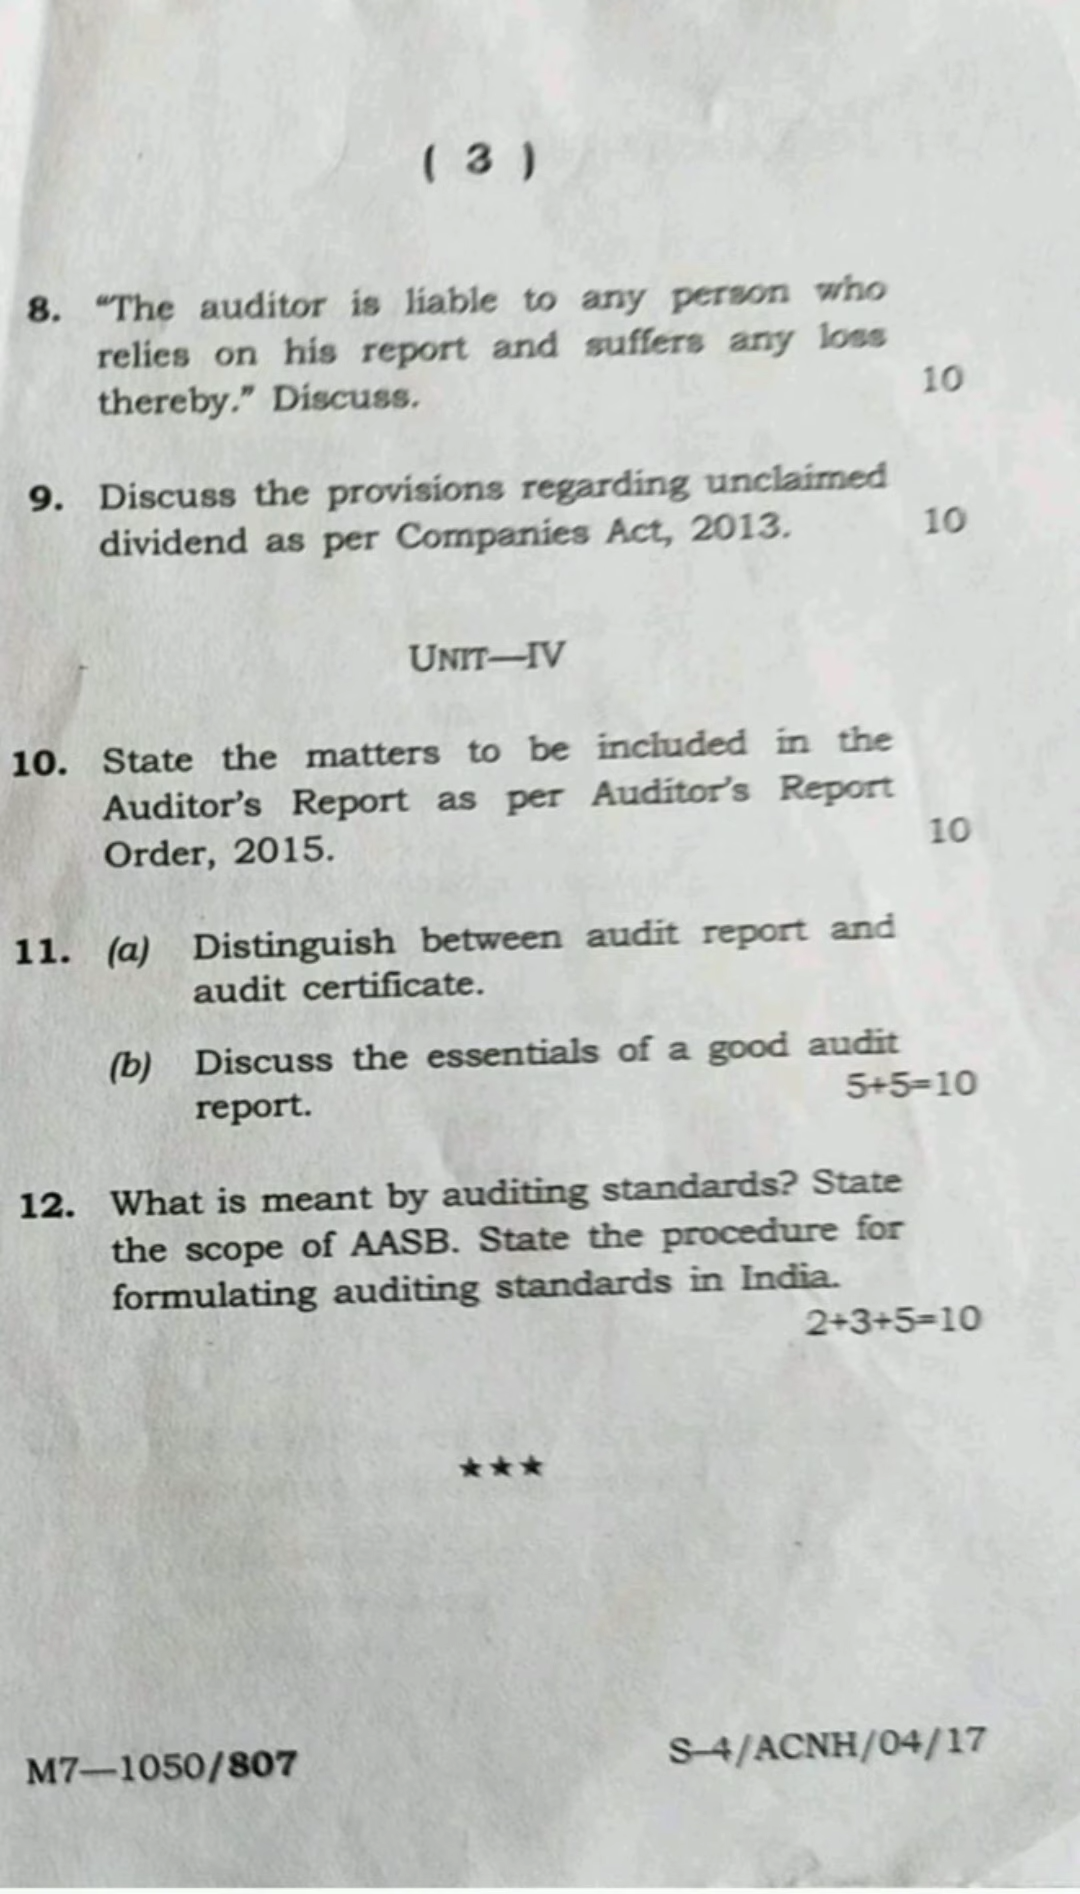 ( 3 )
8. “The auditor is liable to any person who
relies on his report and suffers any loss
thereby.” Discuss. 10
9. Discuss the provisions regarding unclaimed
dividend as per Companies Act, 2013. 10
UNIT—IV
10. State the matters to be included in the
Auditor’s Report as per Auditor’s Report
Order, 2015. 10
11. (a) Distinguish between audit report and
audit certificate.
(b) Discuss the essentials of a good audit
report. 5+5=10
12. What is meant by auditing standards? State
the scope of AASB. State the procedure for
formulating auditing standards in India.
2+3+5=10
★★★
M7—1050/807 S-4/ACNH/04/17